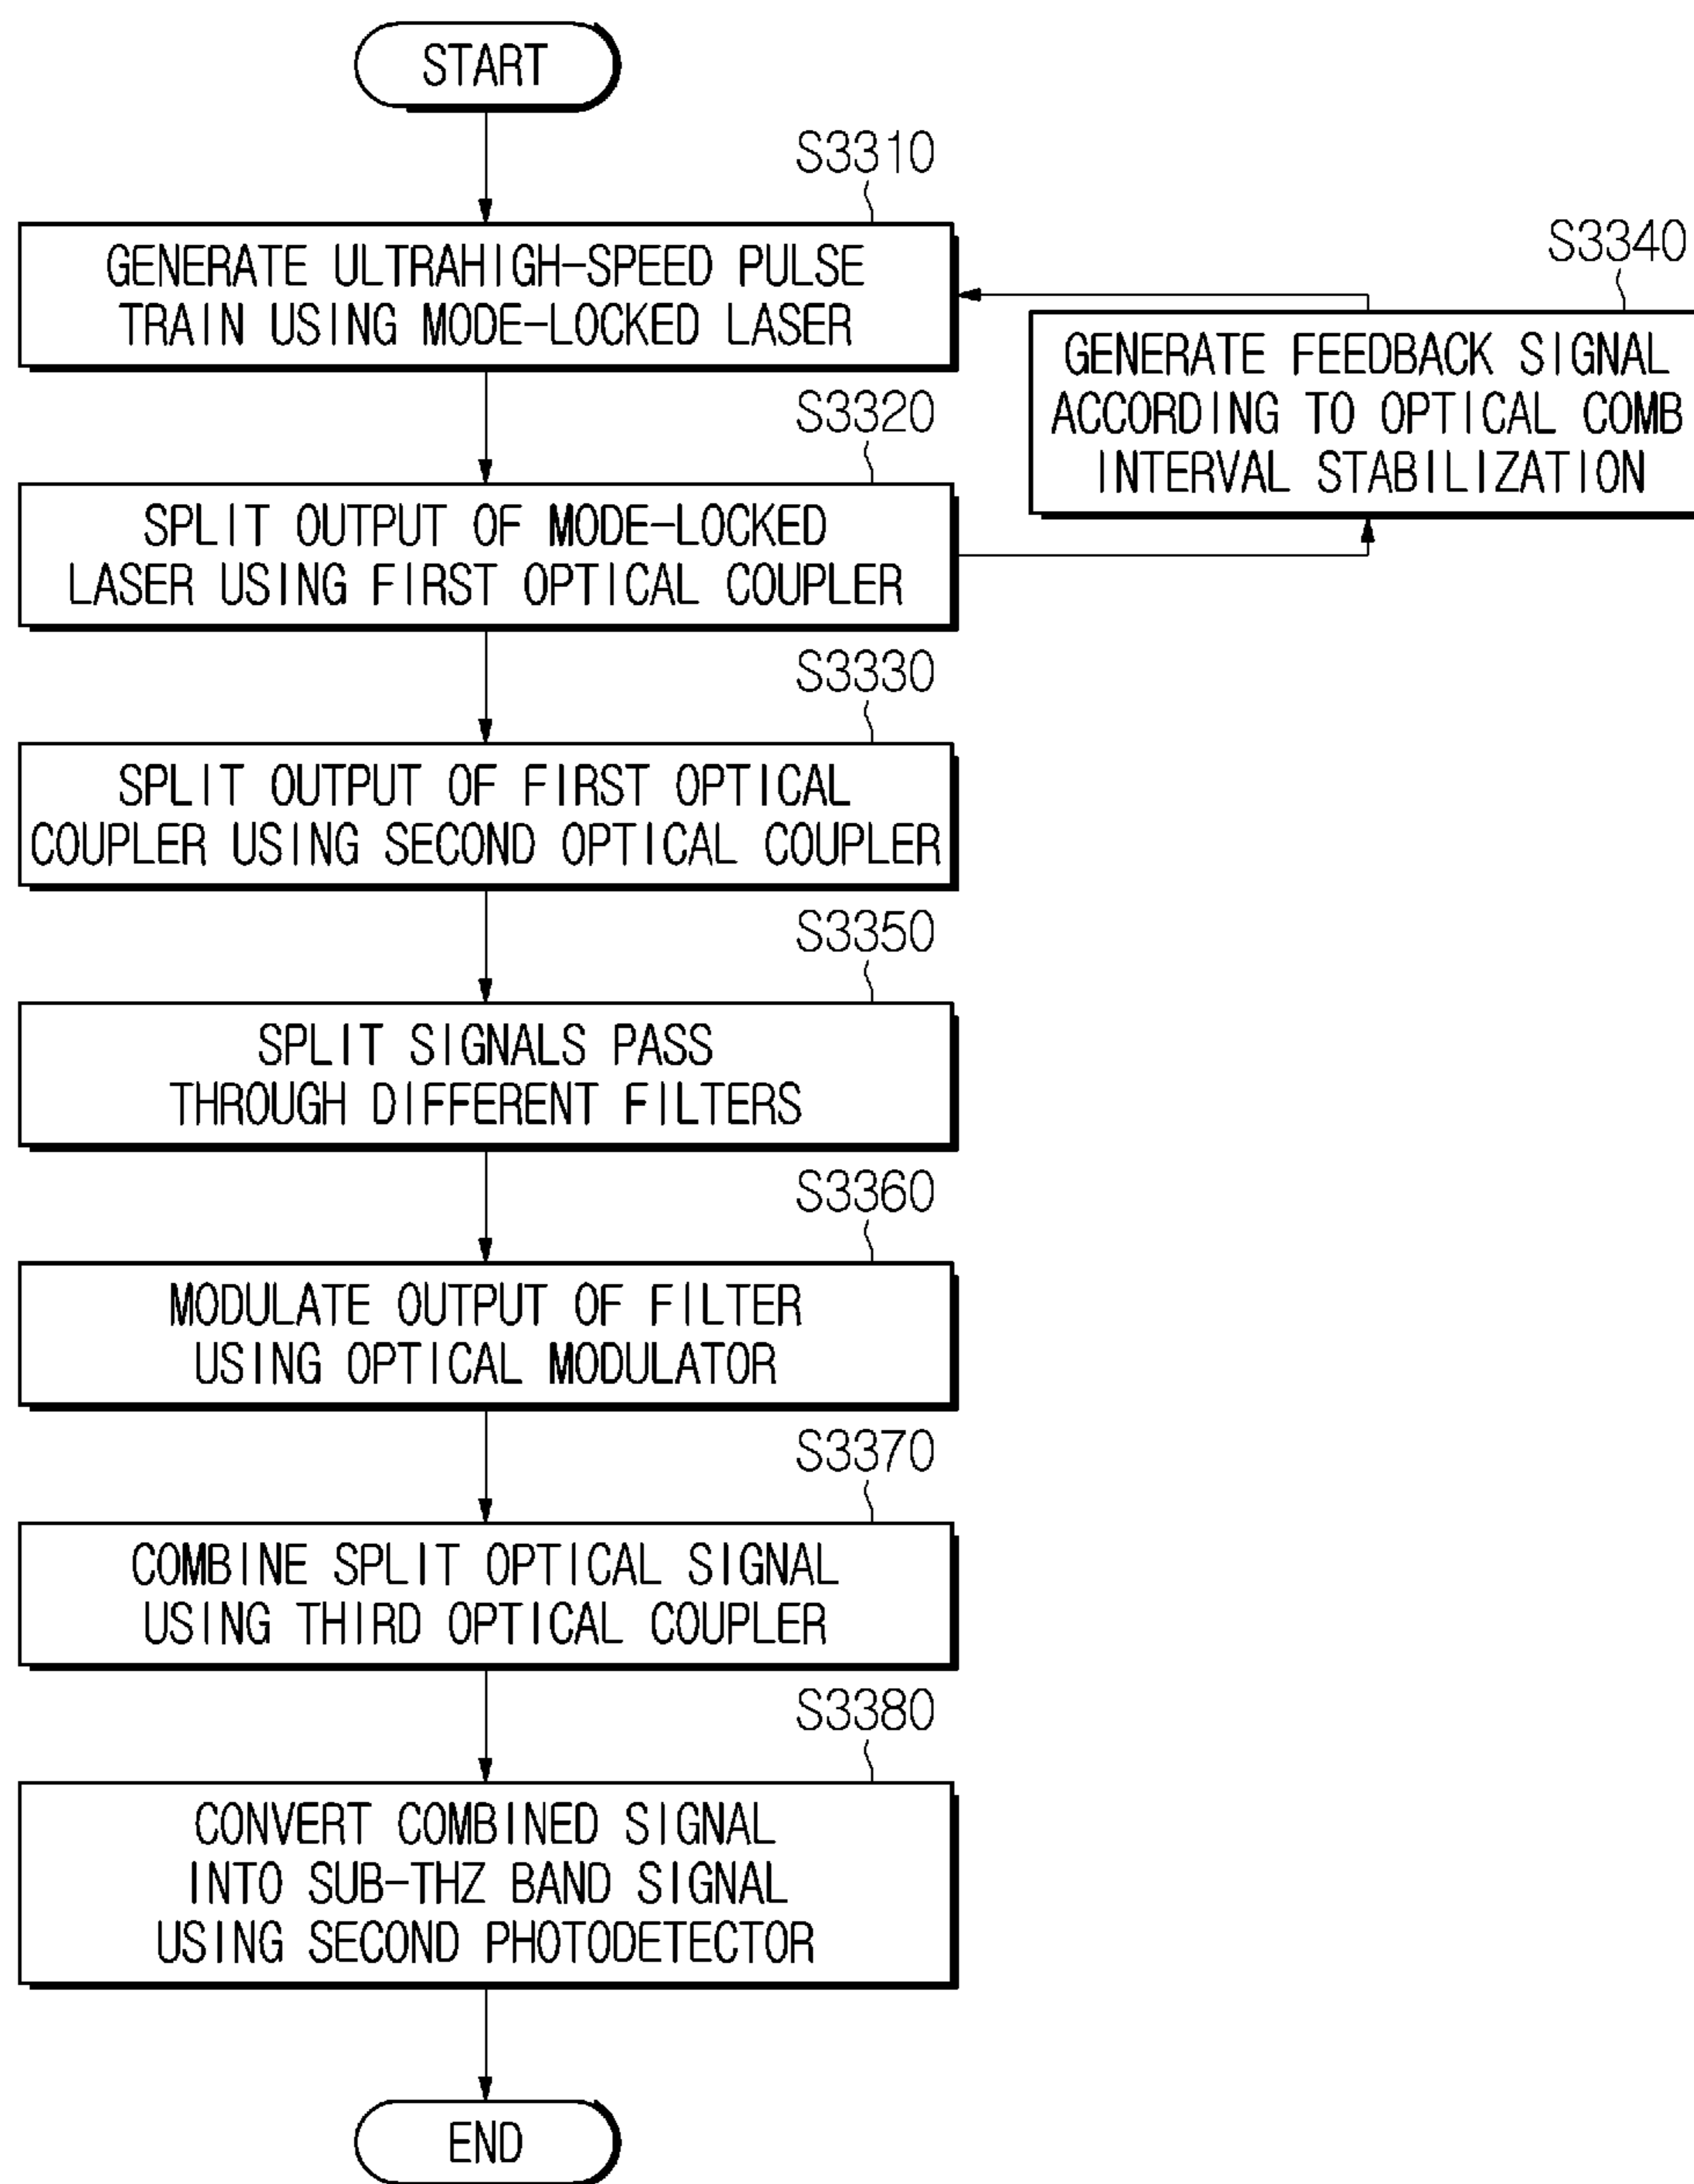 START
S3310
GENERATE ULTRAHIGH-SPEED PULSE
TRAIN USING MODE-LOCKED LASER
S3340
GENERATE FEEDBACK SIGNAL
ACCORDING TO OPTICAL COMB
INTERVAL STABILIZATION
S3320
SPLIT OUTPUT OF MODE-LOCKED
LASER USING FIRST OPTICAL COUPLER
S3330
SPLIT OUTPUT OF FIRST OPTICAL
COUPLER USING SECOND OPTICAL COUPLER
S3350
SPLIT SIGNALS PASS
THROUGH DIFFERENT FILTERS
S3360
MODULATE OUTPUT OF FILTER
USING OPTICAL MODULATOR
S3370
COMBINE SPLIT OPTICAL SIGNAL
USING THIRD OPTICAL COUPLER
S3380
CONVERT COMBINED SIGNAL
INTO SUB-THZ BAND SIGNAL
USING SECOND PHOTODETECTOR
END